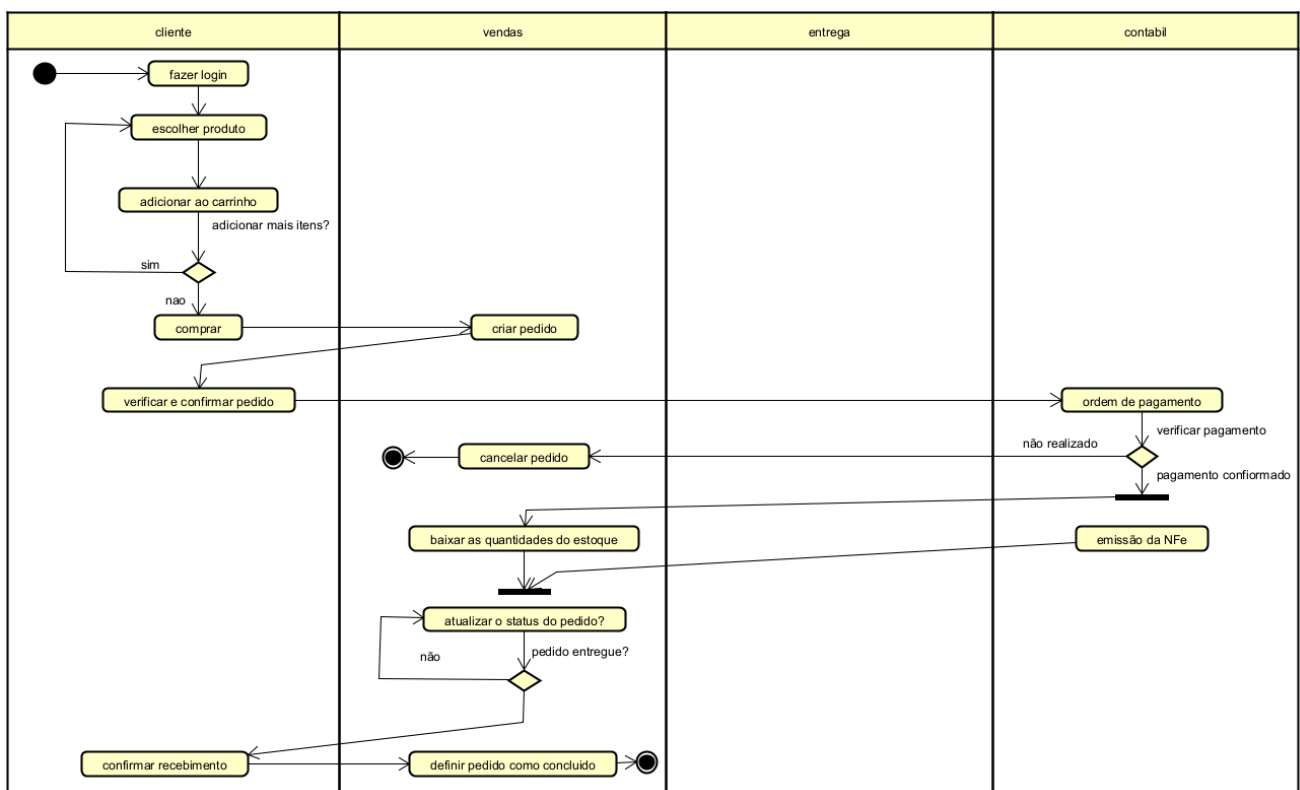 cliente
vendas
entrega
contabil
fazer login
escolher produto
adicionar ao carrinho
adicionar mais itens?
sim
nao
comprar
criar pedido
verificar e confirmar pedido
ordem de pagamento
verificar pagamento
não realizado
cancelar pedido
pagamento confiormado
baixar as quantidades do estoque
emissão da NFe
atualizar o status do pedido?
pedido entregue?
não
confirmar recebimento
definir pedido como concluido